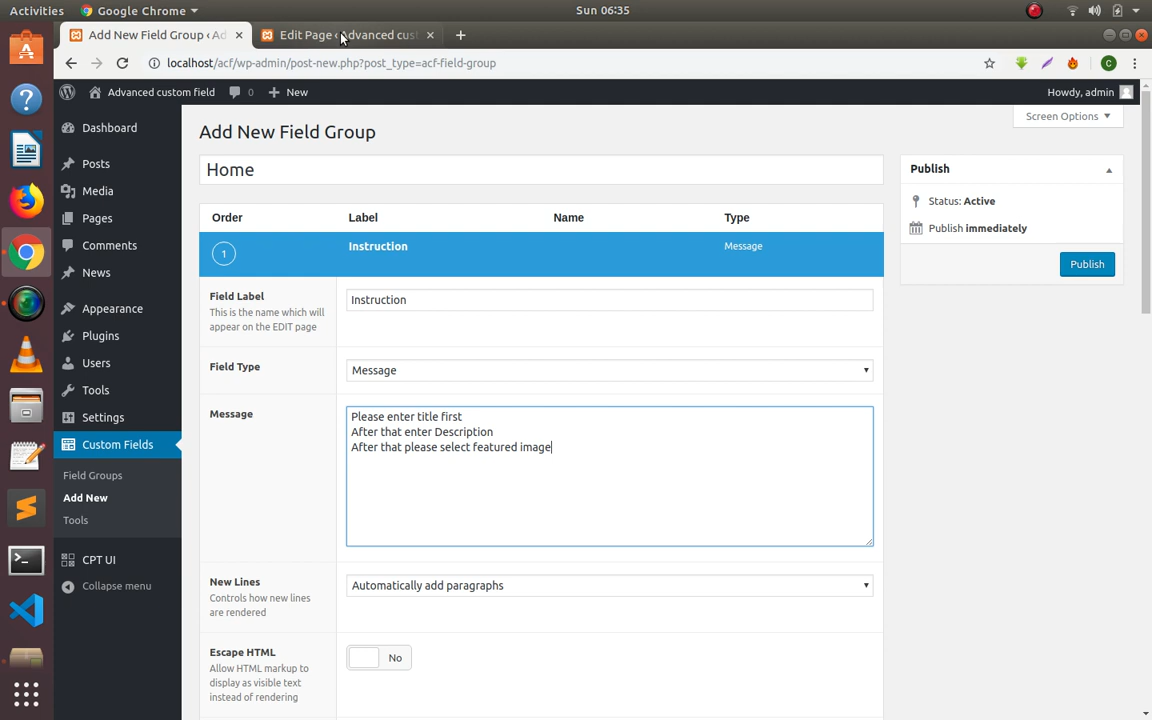 Activities
Google Chrome
Sun 06:35
Add New Field Group ‹ Ad
Edit Page ‹ Advanced cust
localhost/acf/wp-admin/post-new.php?post_type=acf-field-group
C
Advanced custom field
0
New
Howdy, admin
Screen Options
Dashboard
Posts
Media
Pages
Comments
News
Appearance
Plugins
Users
Tools
Settings
Custom Fields
Field Groups
Add New
Tools
CPT UI
Collapse menu
Add New Field Group
Home
Order Label Name Type
1 Instruction Message
Field Label
This is the name which will
appear on the EDIT page
Instruction
Field Type
Message
Message
Please enter title first
After that enter Description
After that please select featured image
New Lines
Controls how new lines
are rendered
Automatically add paragraphs
Escape HTML
Allow HTML markup to
display as visible text
instead of rendering
No
Publish
Status: Active
Publish immediately
Publish